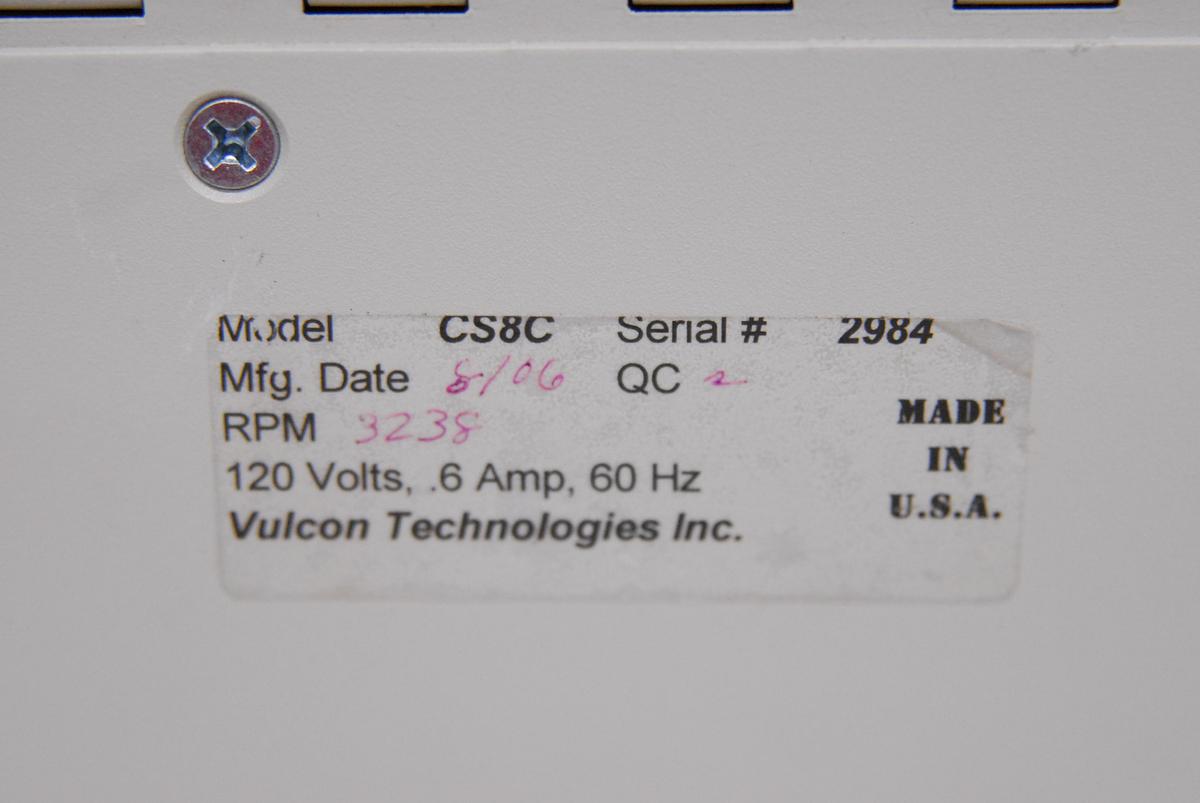 Model CS8C Serial # 2984
Mfg. Date 8/06 QC 2
RPM 3238
120 Volts, .6 Amp, 60 Hz
Vulcon Technologies Inc.
MADE
IN
U.S.A.